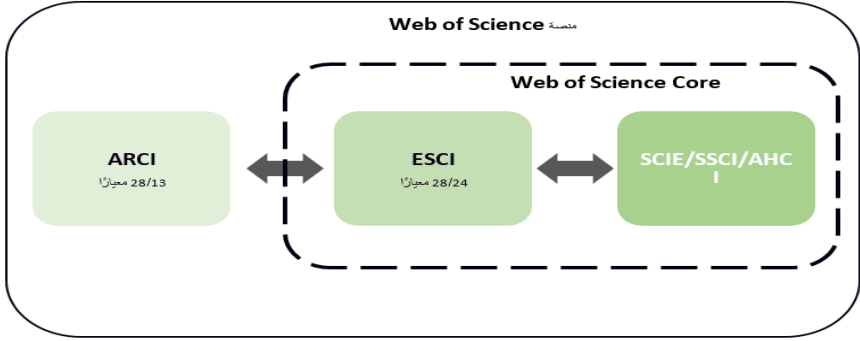 منصة Web of Science
Web of Science Core
ARCI
28/13 معيارًا
ESCI
28/24 معيارًا
SCIE/SSCI/AHC
I